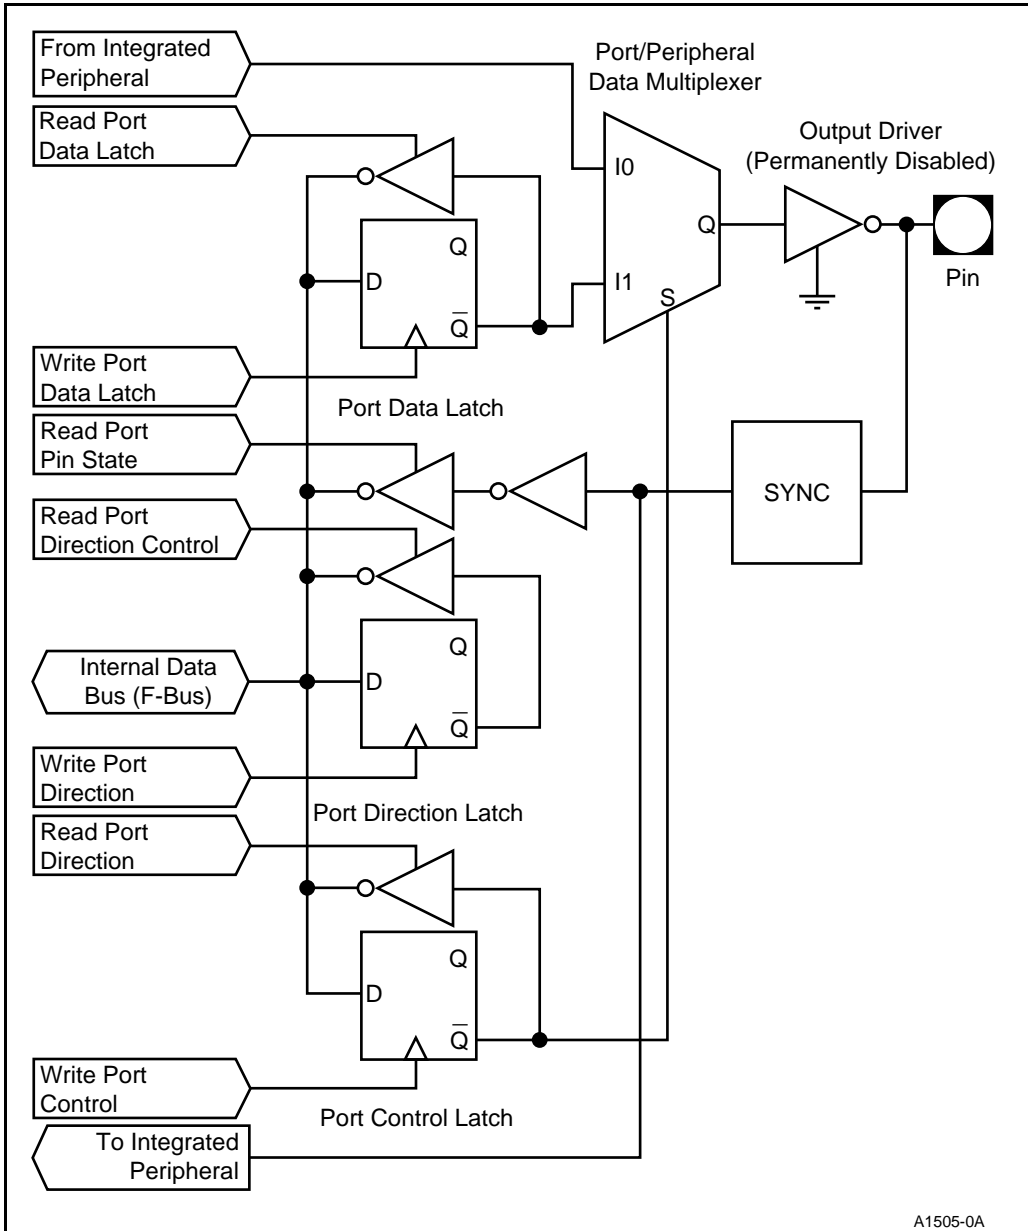 From Integrated
Peripheral
Port/Peripheral
Data Multiplexer
Read Port
Data Latch
Output Driver
(Permanently Disabled)
I0
Q
Q
Pin
D
I1
S
Q̅
Write Port
Data Latch
Port Data Latch
Read Port
Pin State
SYNC
Read Port
Direction Control
Q
Internal Data
Bus (F-Bus)
D
Q̅
Write Port
Direction
Port Direction Latch
Read Port
Direction
Q
D
Q̅
Write Port
Control
Port Control Latch
To Integrated
Peripheral
A1505-0A